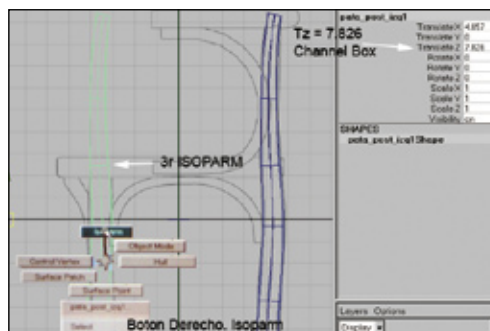 pata_post_izq1
Translate X 4.857
Translate Y 0
Translate Z 7.826
Rotate X 0
Rotate Y 0
Rotate Z 0
Scale X 1
Scale Y 1
Scale Z 1
Visibility on
SHAPES
pata_post_izq1Shape
Tz = 7.826
Channel Box
3r ISOPARM
Isoparm
Object Mode
Control Vertex
Hull
Surface Patch
Surface Point
pata_post_izq1
Select
Boton Derecho, Isoparm
Layers Options
Display